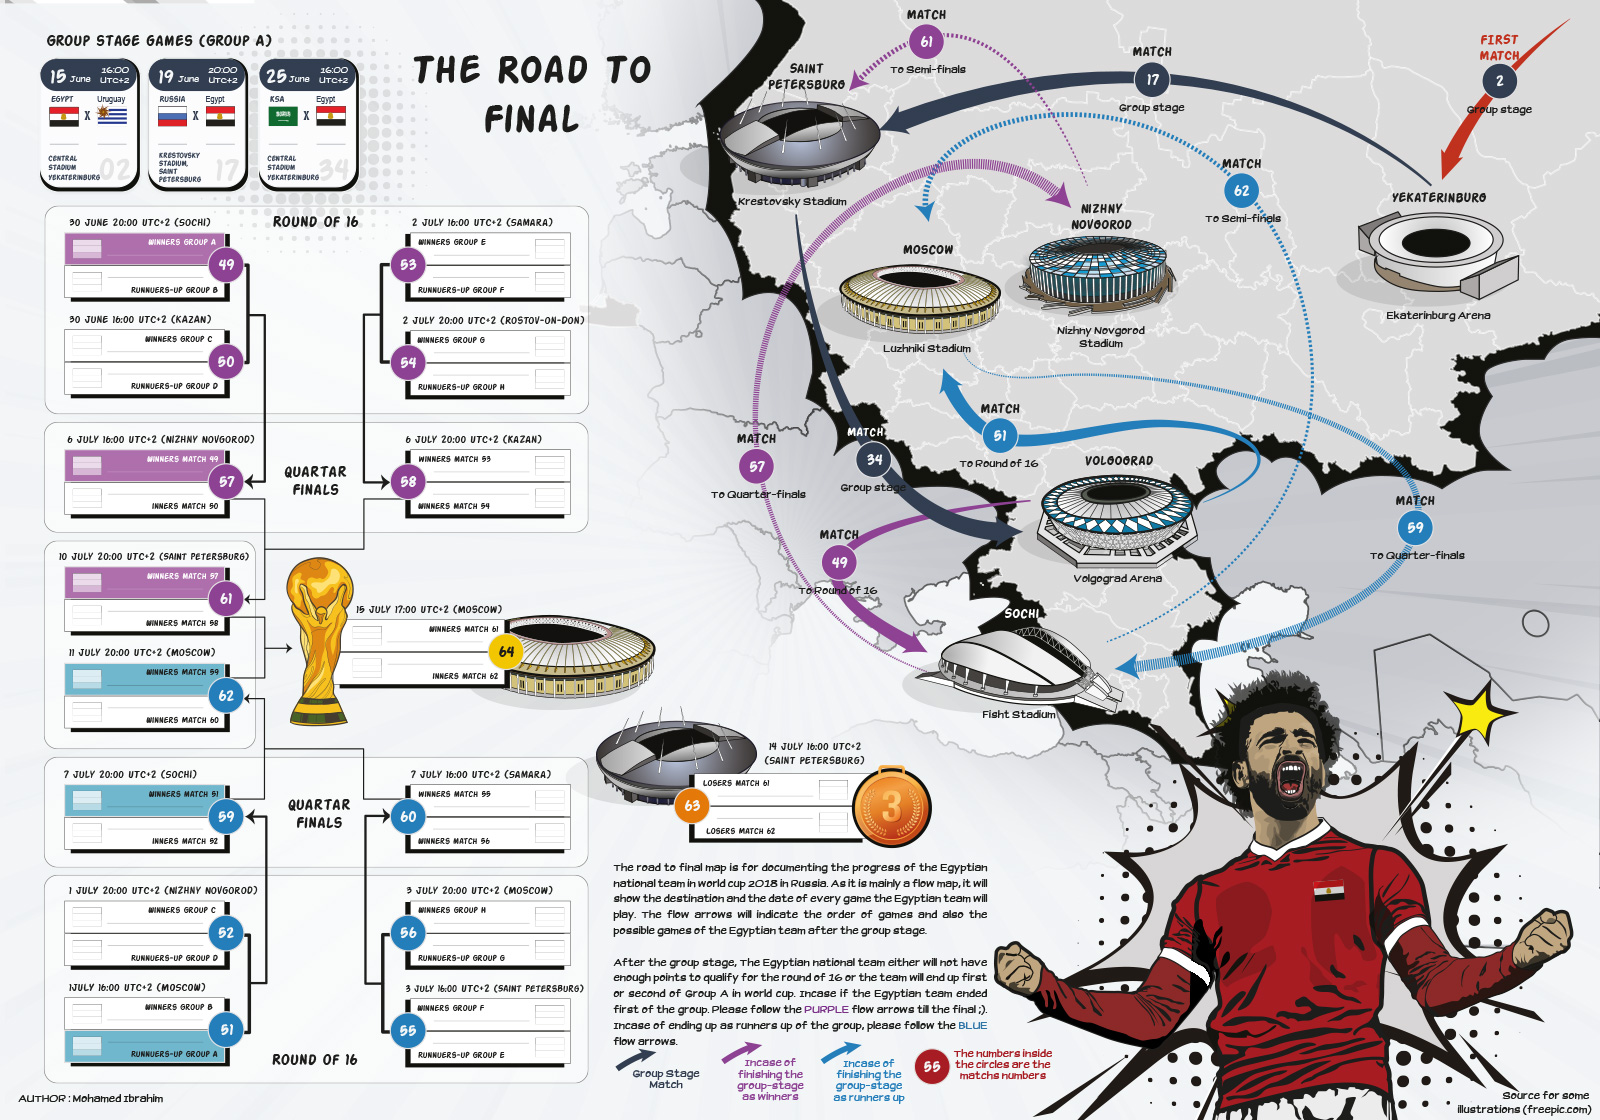 GROUP STAGE GAMES (GROUP A)
15 June 16:00 UTC+2
EGYPT X Uruguay
CENTRAL
STADIUM
YEKATERINBURG
02
19 June 20:00 UTC+2
RUSSIA X Egypt
KRESTOVSKY
STADIUM,
SAINT
PETERSBURG
17
25 June 16:00 UTC+2
KSA X Egypt
CENTRAL
STADIUM
YEKATERINBURG
34
THE ROAD TO
FINAL
ROUND OF 16
30 JUNE 20:00 UTC+2 (SOCHI)
WINNERS GROUP A
49
RUNNUERS-UP GROUP B
30 JUNE 16:00 UTC+2 (KAZAN)
WINNERS GROUP C
50
RUNNUERS-UP GROUP D
2 JULY 16:00 UTC+2 (SAMARA)
WINNERS GROUP E
53
RUNNUERS-UP GROUP F
2 JULY 20:00 UTC+2 (ROSTOV-ON-DON)
WINNERS GROUP G
54
RUNNUERS-UP GROUP H
6 JULY 16:00 UTC+2 (NIZHNY NOVGOROD)
WINNERS MATCH 49
57
INNERS MATCH 50
QUARTAR
FINALS
6 JULY 20:00 UTC+2 (KAZAN)
WINNERS MATCH 53
58
WINNERS MATCH 54
10 JULY 20:00 UTC+2 (SAINT PETERSBURG)
WINNERS MATCH 57
61
WINNERS MATCH 58
11 JULY 20:00 UTC+2 (MOSCOW)
WINNERS MATCH 59
62
WINNERS MATCH 60
15 JULY 17:00 UTC+2 (MOSCOW)
WINNERS MATCH 61
64
INNERS MATCH 62
14 JULY 16:00 UTC+2
(SAINT PETERSBURG)
LOSERS MATCH 61
63
LOSERS MATCH 62
3
7 JULY 20:00 UTC+2 (SOCHI)
WINNERS MATCH 51
59
INNERS MATCH 52
QUARTAR
FINALS
7 JULY 16:00 UTC+2 (SAMARA)
WINNERS MATCH 55
60
WINNERS MATCH 56
1 JULY 20:00 UTC+2 (NIZHNY NOVGOROD)
WINNERS GROUP C
52
RUNNUERS-UP GROUP D
1JULY 16:00 UTC+2 (MOSCOW)
WINNERS GROUP B
51
RUNNUERS-UP GROUP A
3 JULY 20:00 UTC+2 (MOSCOW)
WINNERS GROUP H
56
RUNNUERS-UP GROUP G
3 JULY 16:00 UTC+2 (SAINT PETERSBURG)
WINNERS GROUP F
55
RUNNUERS-UP GROUP E
ROUND OF 16
AUTHOR : Mohamed Ibrahim
MATCH
61
To Semi-finals
SAINT
PETERSBURG
Krestovsky Stadium
MATCH
17
Group stage
FIRST
MATCH
2
Group stage
MATCH
62
To Semi-finals
YEKATERINBURG
Ekaterinburg Arena
NIZHNY
NOVGOROD
Nizhny Novgorod
Stadium
MOSCOW
Luzhniki Stadium
MATCH
51
To Round of 16
MATCH
57
To Quarter-finals
MATCH
34
Group stage
VOLGOGRAD
Volgograd Arena
MATCH
59
To Quarter-finals
MATCH
49
To Round of 16
SOCHI
Fisht Stadium
The road to final map is for documenting the progress of the Egyptian
national team in world cup 2018 in Russia. As it is mainly a flow map, it will
show the destination and the date of every game the Egyptian team will
play. The flow arrows will indicate the order of games and also the
possible games of the Egyptian team after the group stage.
After the group stage, The Egyptian national team either will not have
enough points to qualify for the round of 16 or the team will end up first
or second of Group A in world cup. Incase if the Egyptian team ended
first of the group. Please follow the PURPLE flow arrows till the final ;).
Incase of ending up as runners up of the group, please follow the BLUE
flow arrows.
Group Stage
Match
Incase of
finishing the
group-stage
as winners
Incase of
finishing the
group-stage
as runners up
55
The numbers inside
the circles are the
matchs numbers
Source for some
illustrations (freepic.com)